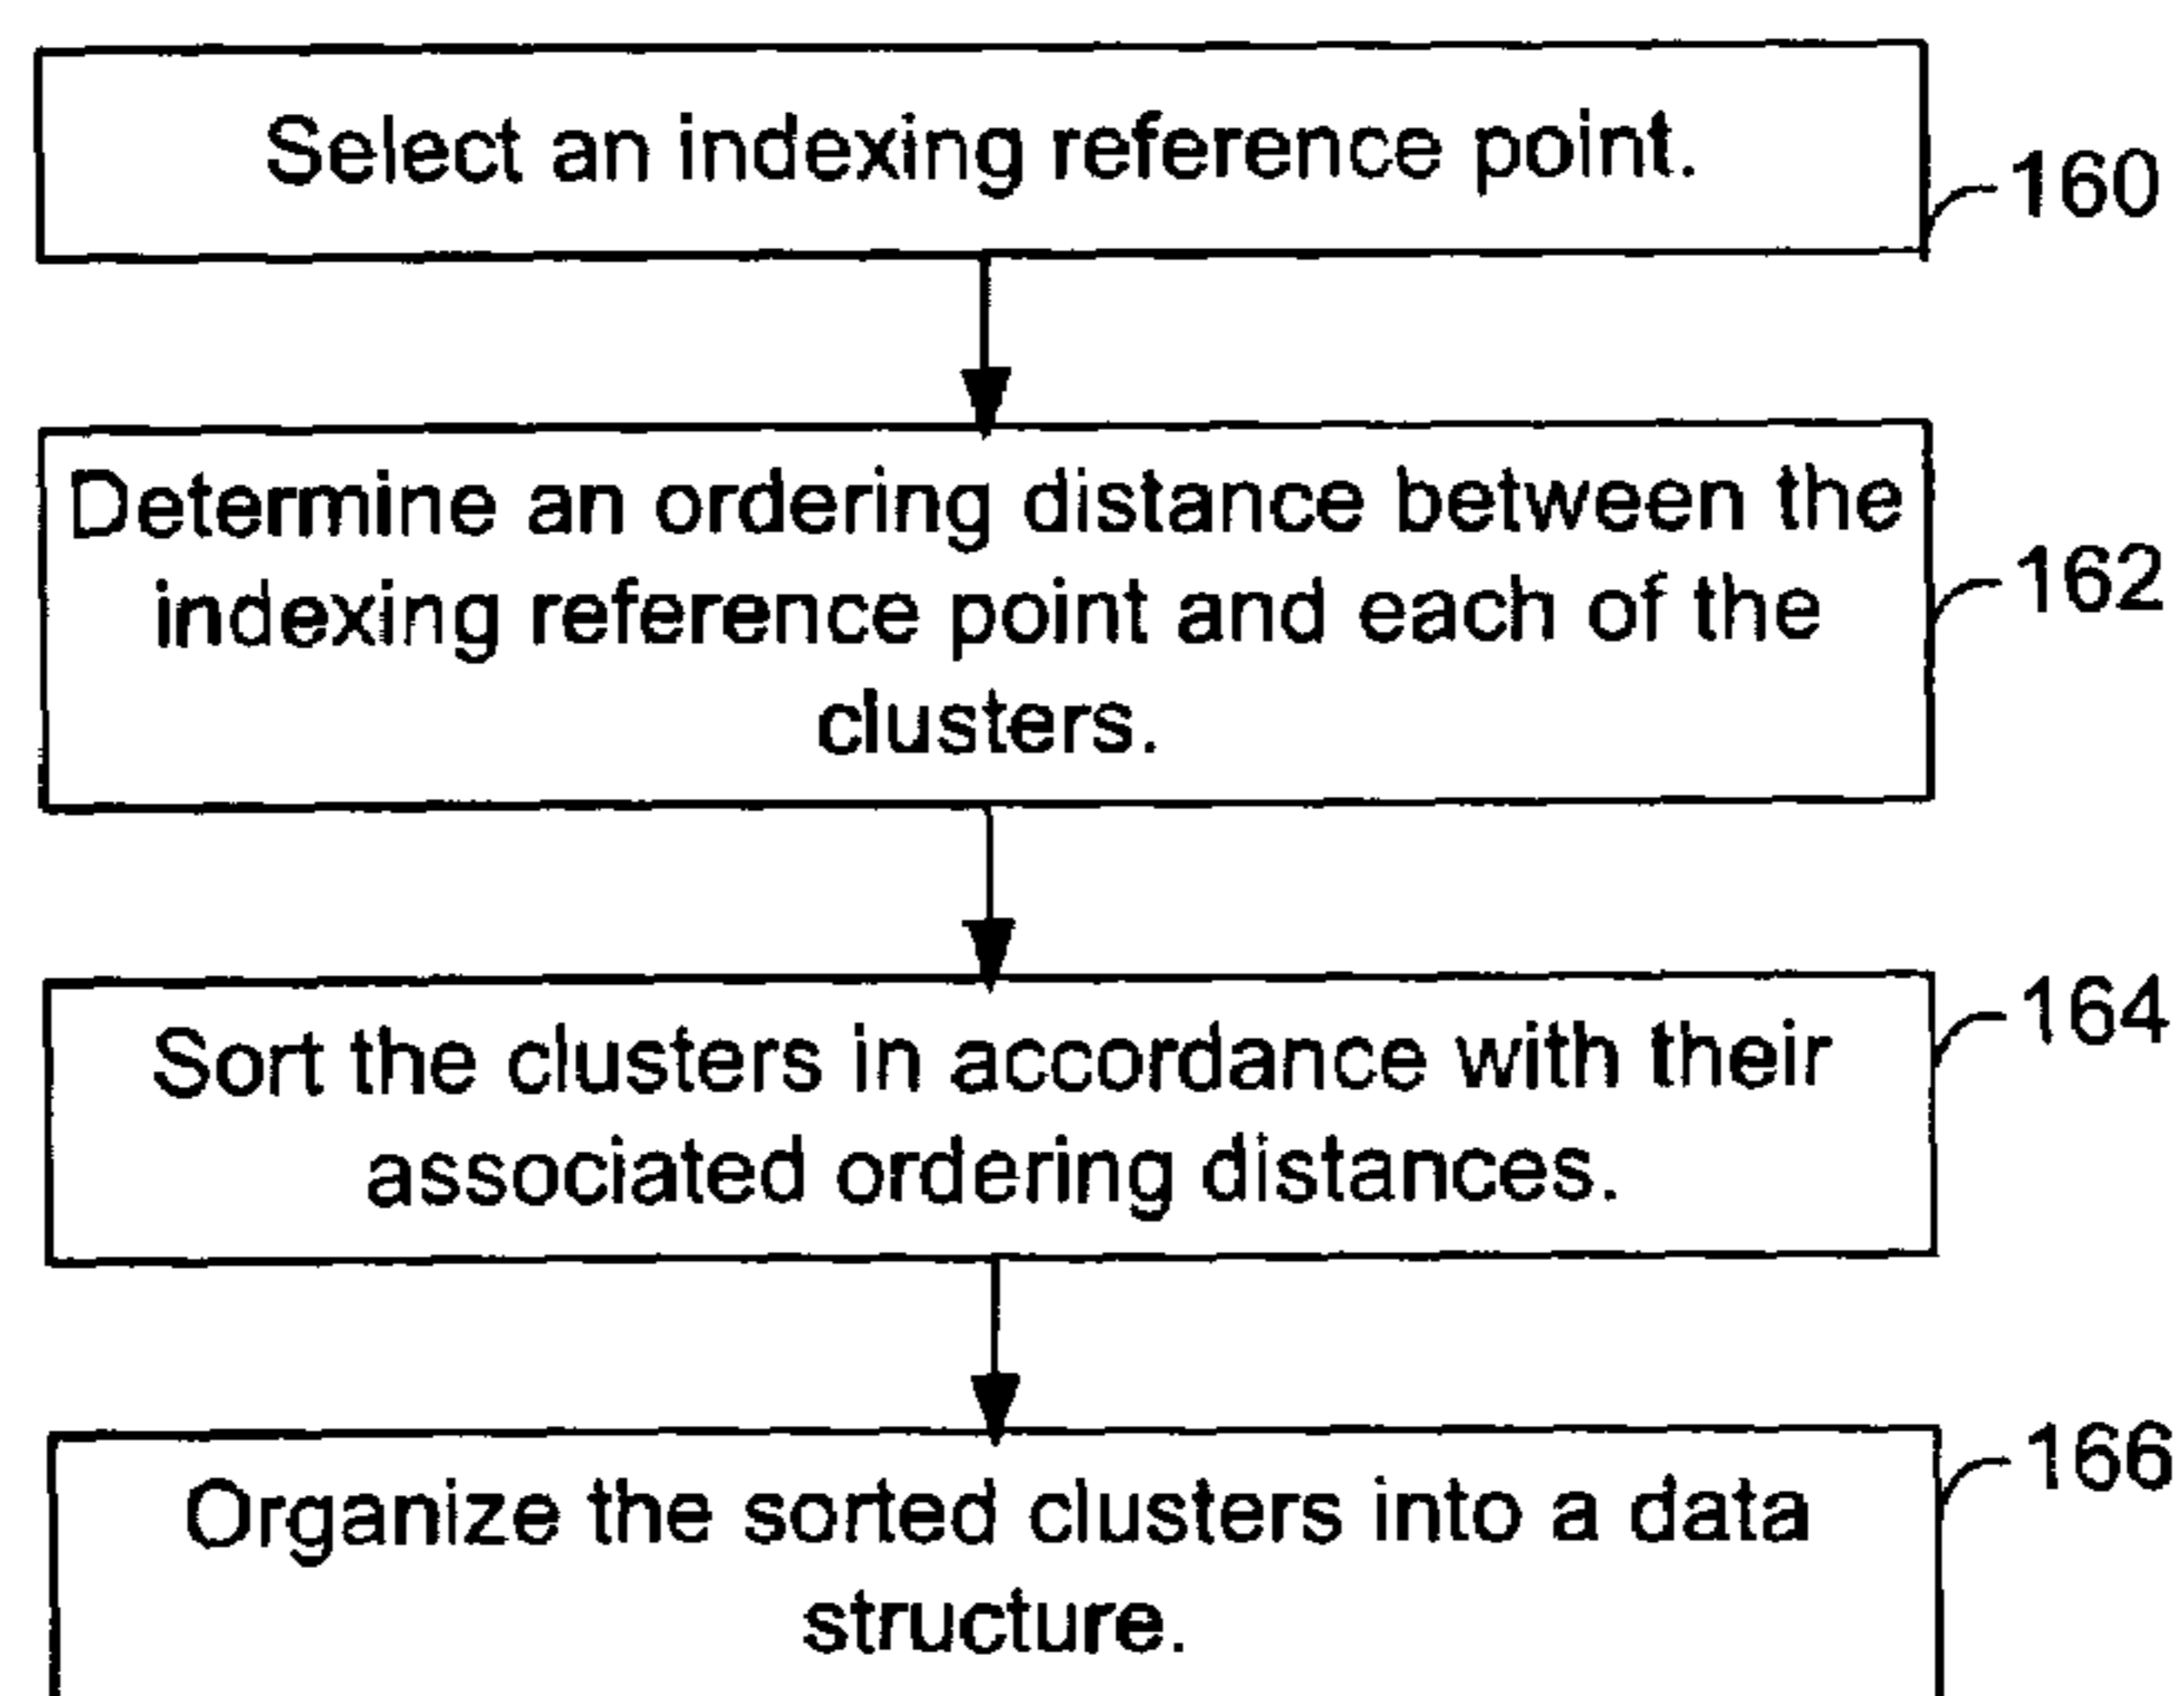 Select an indexing reference point.
160
Determine an ordering distance between the
indexing reference point and each of the
clusters.
162
Sort the clusters in accordance with their
associated ordering distances.
164
Organize the sorted clusters into a data
structure.
166